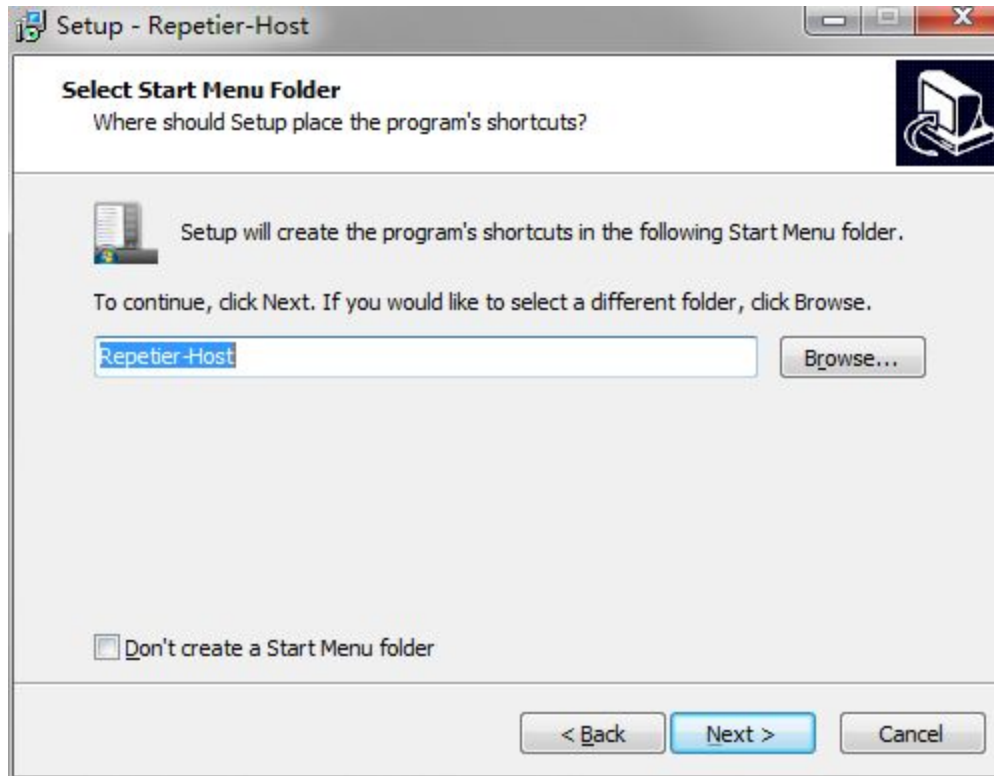 Setup - Repetier-Host
Select Start Menu Folder
Where should Setup place the program's shortcuts?
Setup will create the program's shortcuts in the following Start Menu folder.
To continue, click Next. If you would like to select a different folder, click Browse.
Repetier-Host
Browse...
Don't create a Start Menu folder
< Back
Next >
Cancel